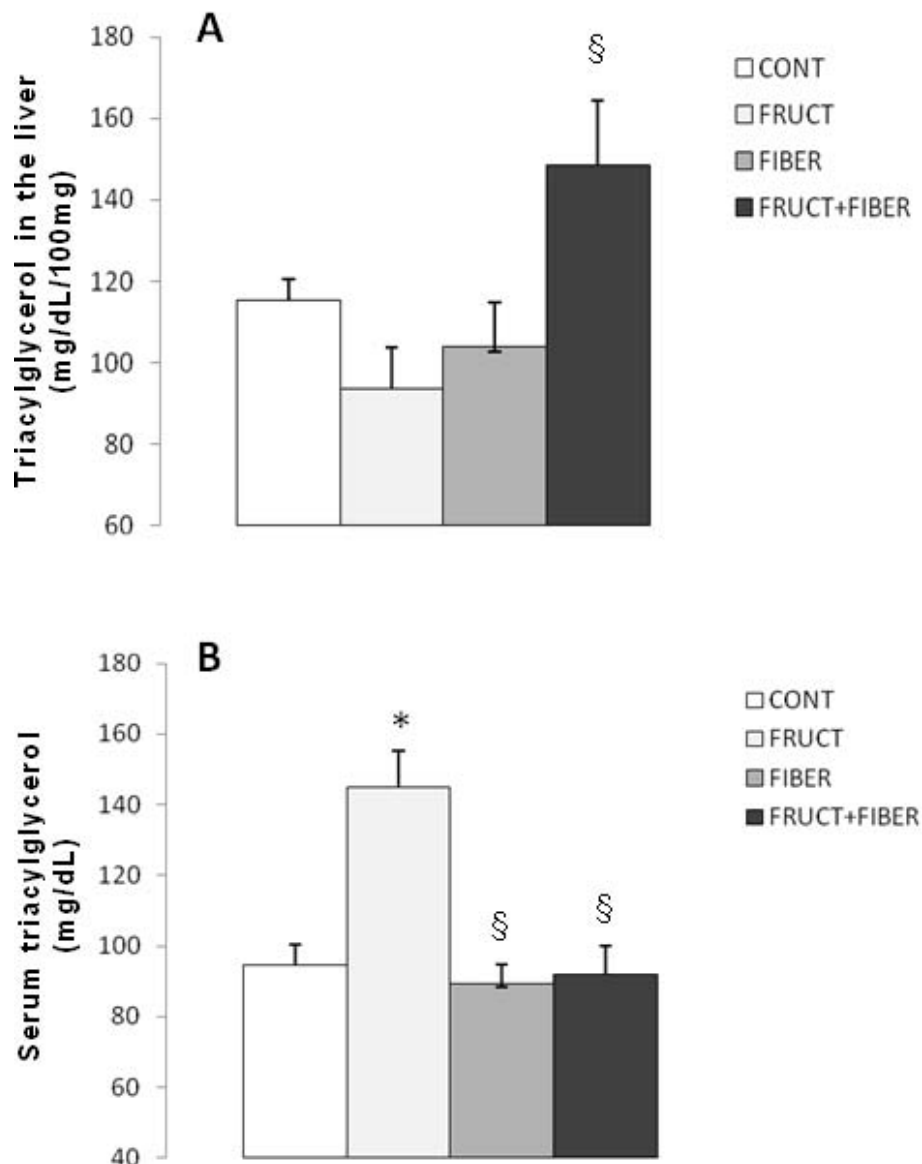 A
Triacylglycerol in the liver
(mg/dL/100mg)
180
160
140
120
100
80
60
§
CONT
FRUCT
FIBER
FRUCT+FIBER
B
Serum triacylglycerol
(mg/dL)
180
160
140
120
100
80
60
40
*
§
§
CONT
FRUCT
FIBER
FRUCT+FIBER